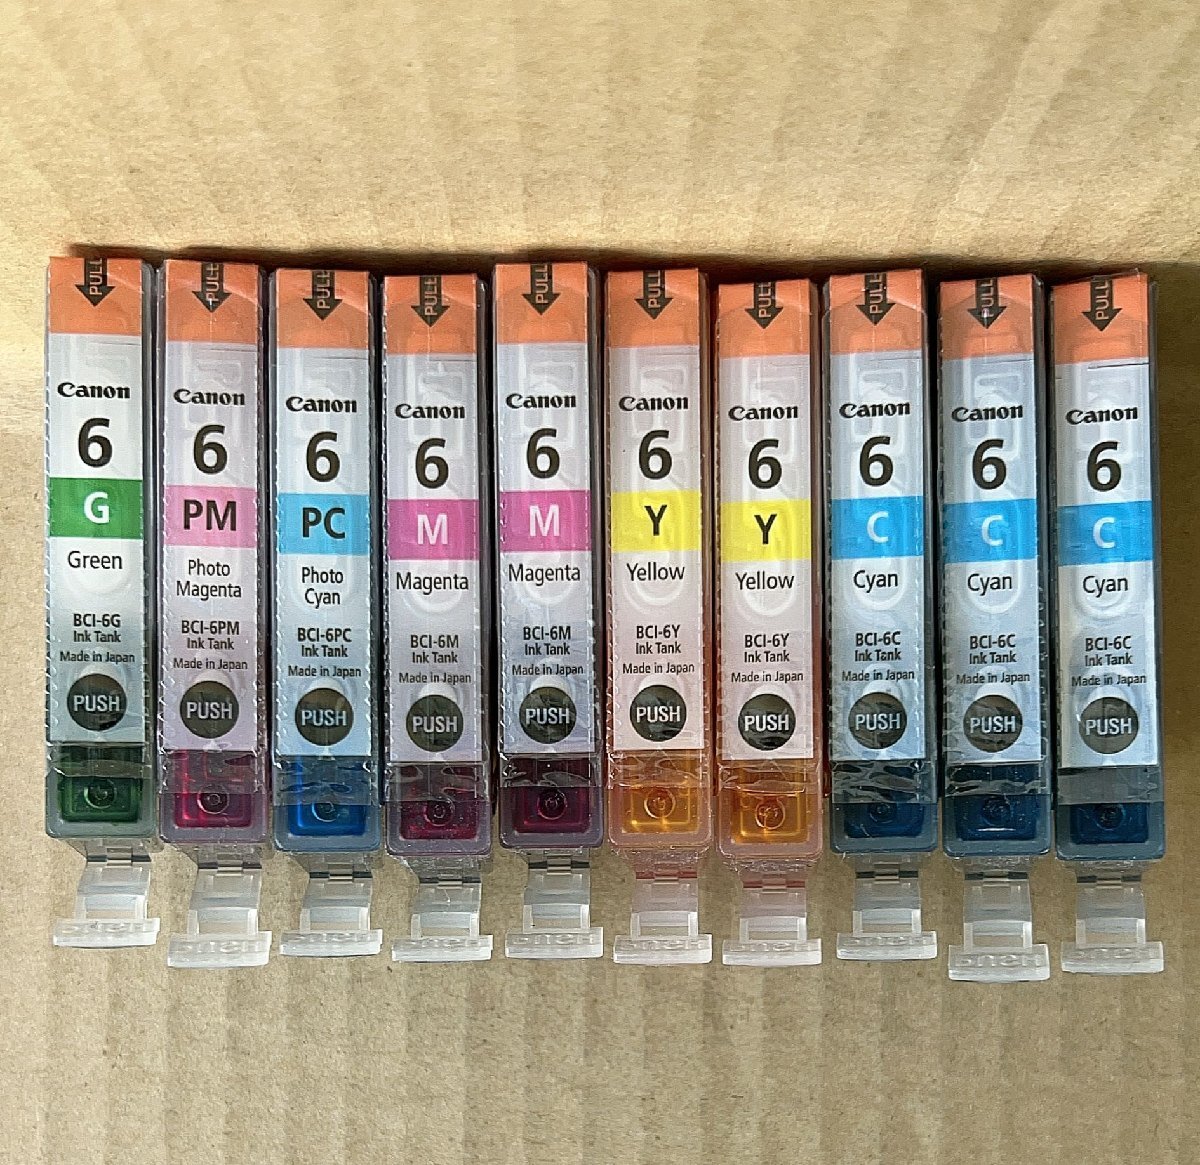 PULL
Canon
6
G
Green
BCI-6G
Ink Tank
Made in Japan
PUSH
PULL
Canon
6
PM
Photo
Magenta
BCI-6PM
Ink Tank
Made in Japan
PUSH
PULL
Canon
6
PC
Photo
Cyan
BCI-6PC
Ink Tank
Made in Japan
PUSH
PULL
Canon
6
M
Magenta
BCI-6M
Ink Tank
Made in Japan
PUSH
PULL
Canon
6
M
Magenta
BCI-6M
Ink Tank
Made in Japan
PUSH
PULL
Canon
6
Y
Yellow
BCI-6Y
Ink Tank
Made in Japan
PUSH
PULL
Canon
6
Y
Yellow
BCI-6Y
Ink Tank
Made in Japan
PUSH
PULL
Canon
6
C
Cyan
BCI-6C
Ink Tank
Made in Japan
PUSH
PULL
Canon
6
C
Cyan
BCI-6C
Ink Tank
Made in Japan
PUSH
PULL
Canon
6
C
Cyan
BCI-6C
Ink Tank
Made in Japan
PUSH